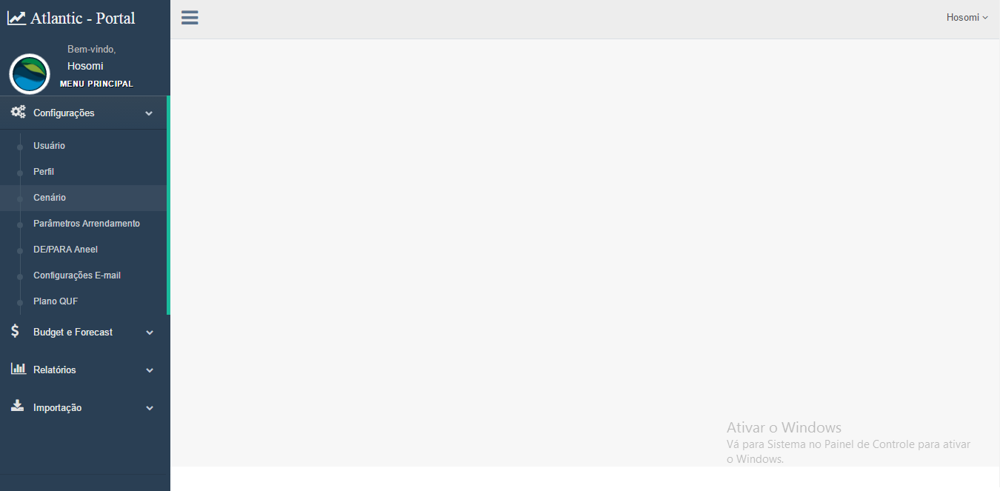 Atlantic - Portal
Hosomi
Bem-vindo,
Hosomi
MENU PRINCIPAL
Configurações
Usuário
Perfil
Cenário
Parâmetros Arrendamento
DE/PARA Aneel
Configurações E-mail
Plano QUF
Budget e Forecast
Relatórios
Importação
Ativar o Windows
Vá para Sistema no Painel de Controle para ativar
o Windows.